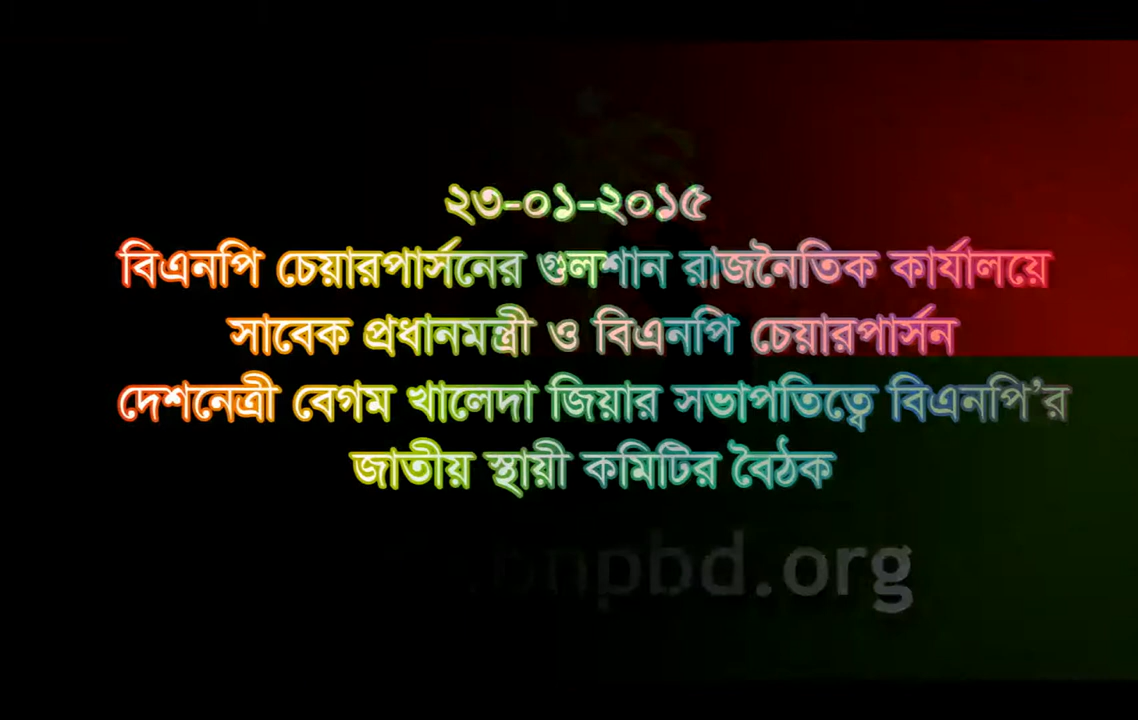 ২৩-০১-২০১৫
বিএনপি চেয়ারপার্সনের গুলশান রাজনৈতিক কার্যালয়ে
সাবেক প্রধানমন্ত্রী ও বিএনপি চেয়ারপার্সন
দেশনেত্রী বেগম খালেদা জিয়ার সভাপতিত্বে বিএনপি’র
জাতীয় স্থায়ী কমিটির বৈঠক
.bnpbd.org